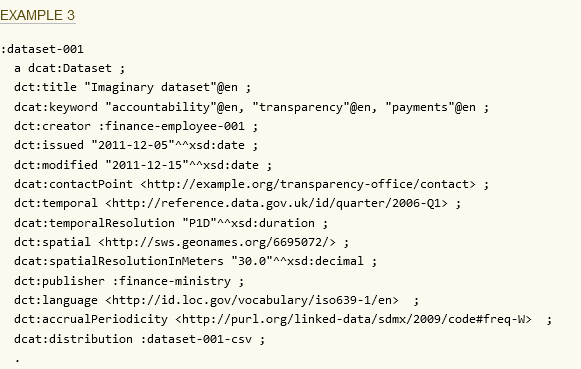 EXAMPLE 3
:dataset-001
a dcat:Dataset ;
dct:title "Imaginary dataset"@en ;
dcat:keyword "accountability"@en, "transparency"@en, "payments"@en ;
dct:creator :finance-employee-001 ;
dct:issued "2011-12-05"^^xsd:date ;
dct:modified "2011-12-15"^^xsd:date ;
dcat:contactPoint <http://example.org/transparency-office/contact> ;
dct:temporal <http://reference.data.gov.uk/id/quarter/2006-Q1> ;
dcat:temporalResolution "P1D"^^xsd:duration ;
dct:spatial <http://sws.geonames.org/6695072/> ;
dcat:spatialResolutionInMeters "30.0"^^xsd:decimal ;
dct:publisher :finance-ministry ;
dct:language <http://id.loc.gov/vocabulary/iso639-1/en>  ;
dct:accrualPeriodicity <http://purl.org/linked-data/sdmx/2009/code#freq-W>  ;
dcat:distribution :dataset-001-csv ;
.